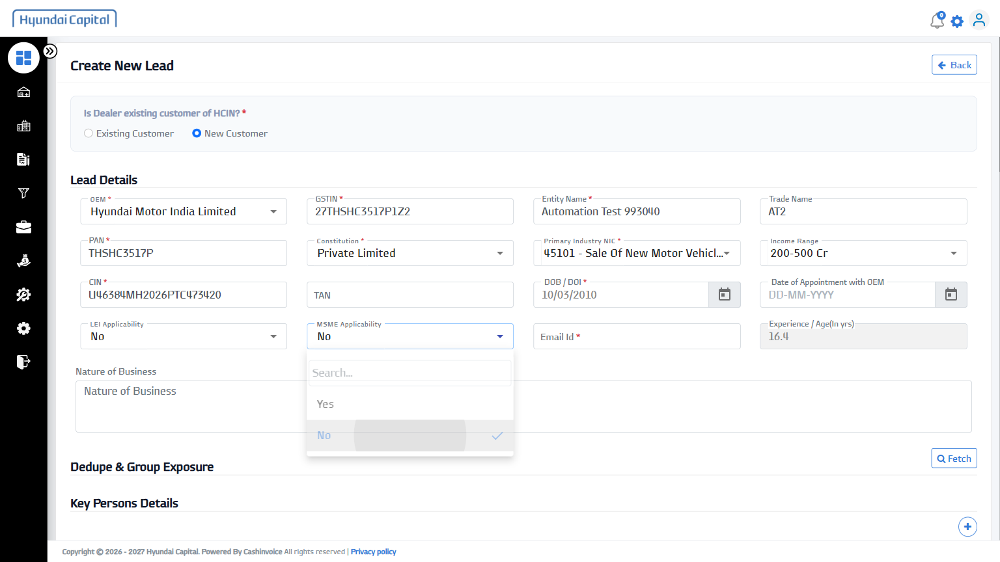 Hyundai Capital
0
Create New Lead
Back
Is Dealer existing customer of HCIN? *
Existing Customer
New Customer
Lead Details
OEM *
Hyundai Motor India Limited
GSTIN *
27THSHC3517P1Z2
Entity Name *
Automation Test 993040
Trade Name
AT2
PAN *
THSHC3517P
Constitution *
Private Limited
Primary Industry NIC *
45101 - Sale Of New Motor Vehicl...
Income Range
200-500 Cr
CIN *
U46384MH2026PTC473420
TAN
DOB / DOI *
10/03/2010
Date of Appointment with OEM
DD-MM-YYYY
LEI Applicability
No
MSME Applicability
No
Email Id *
Experience / Age(In yrs)
16.4
Search...
Yes
No
Nature of Business
Nature of Business
Dedupe & Group Exposure
Fetch
Key Persons Details
Copyright © 2026 - 2027 Hyundai Capital. Powered By Cashinvoice All rights reserved | Privacy policy